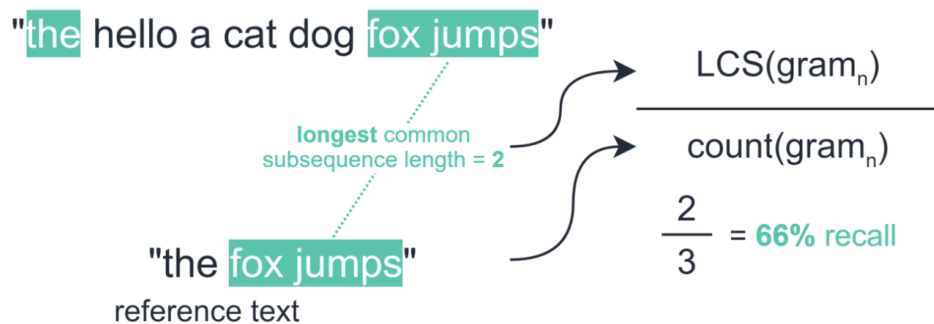 "the hello a cat dog fox jumps"
LCS(gramₙ)
longest common
subsequence length = 2
count(gramₙ)
2
3
= 66% recall
"the fox jumps"
reference text